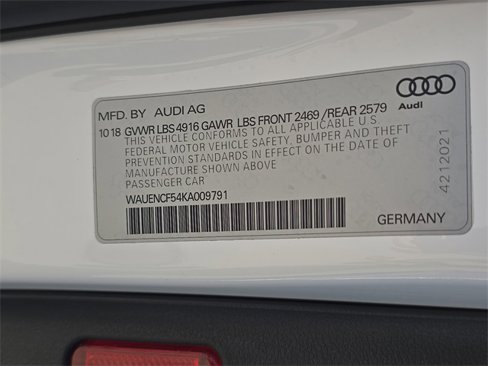 MFD. BY AUDI AG
10 18 GVWR LBS 4916 GAWR LBS FRONT 2469 / REAR 2579
THIS VEHICLE CONFORMS TO ALL APPLICABLE U S
FEDERAL MOTOR VEHICLE SAFETY, BUMPER AND THEFT
PREVENTION STANDARDS IN EFFECT ON THE DATE OF
MANUFACTURE SHOWN ABOVE
PASSENGER CAR
WAUENCF54KA009791
GERMANY
Audi
4212021